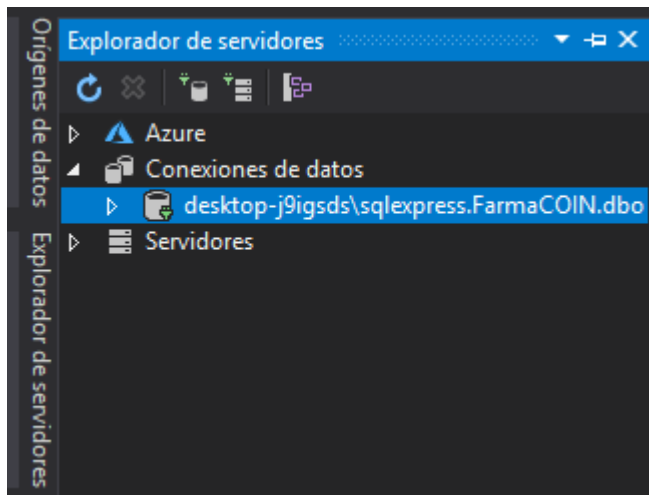 Orígenes de datos
Explorador de servidores
Explorador de servidores
Azure
Conexiones de datos
desktop-j9igsds\sqlexpress.FarmaCOIN.dbo
Servidores